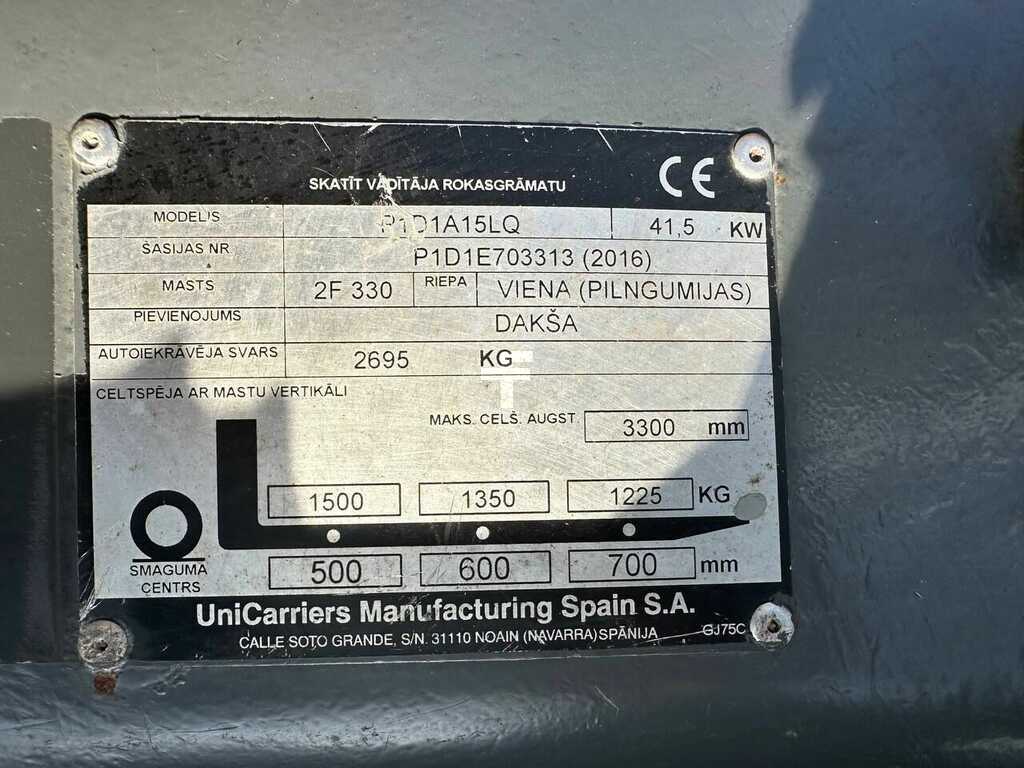 SKATĪT VADĪTĀJA ROKASGRĀMATU CE
MODELIS P1D1A15LQ 41,5 KW
ŠASIJAS NR P1D1E703313 (2016)
MASTS 2F 330 RIEPA VIENA (PILNGUMIJAS)
PIEVIENOJUMS DAKŠA
AUTOIEKRĀVĒJA SVARS 2695 KG
CELTSPĒJA AR MASTU VERTIKĀLI
MAKS. CELŠ. AUGST. 3300 mm
1500 1350 1225 KG
SMAGUMA
CENTRS
500 600 700 mm
UniCarriers Manufacturing Spain S.A.
CALLE SOTO GRANDE, S/N. 31110 NOAIN (NAVARRA) SPĀNIJA GJ75C